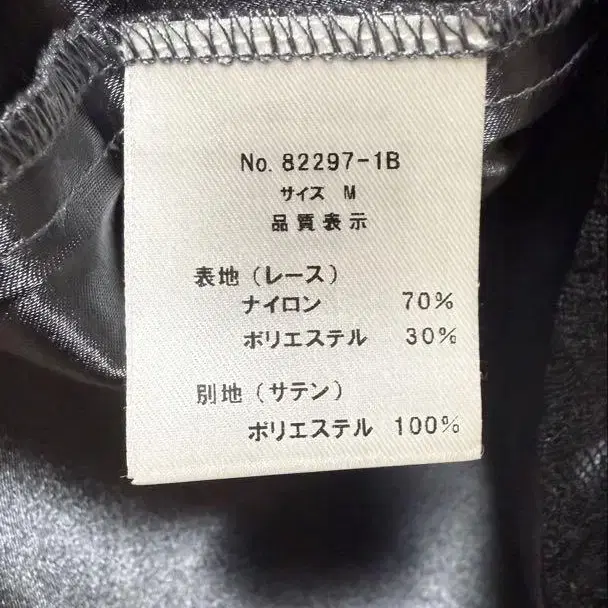 No. 82297-1B
サイズ M
品質表示
表地（レース）
ナイロン 70%
ポリエステル 30%
別地（サテン）
ポリエステル 100%